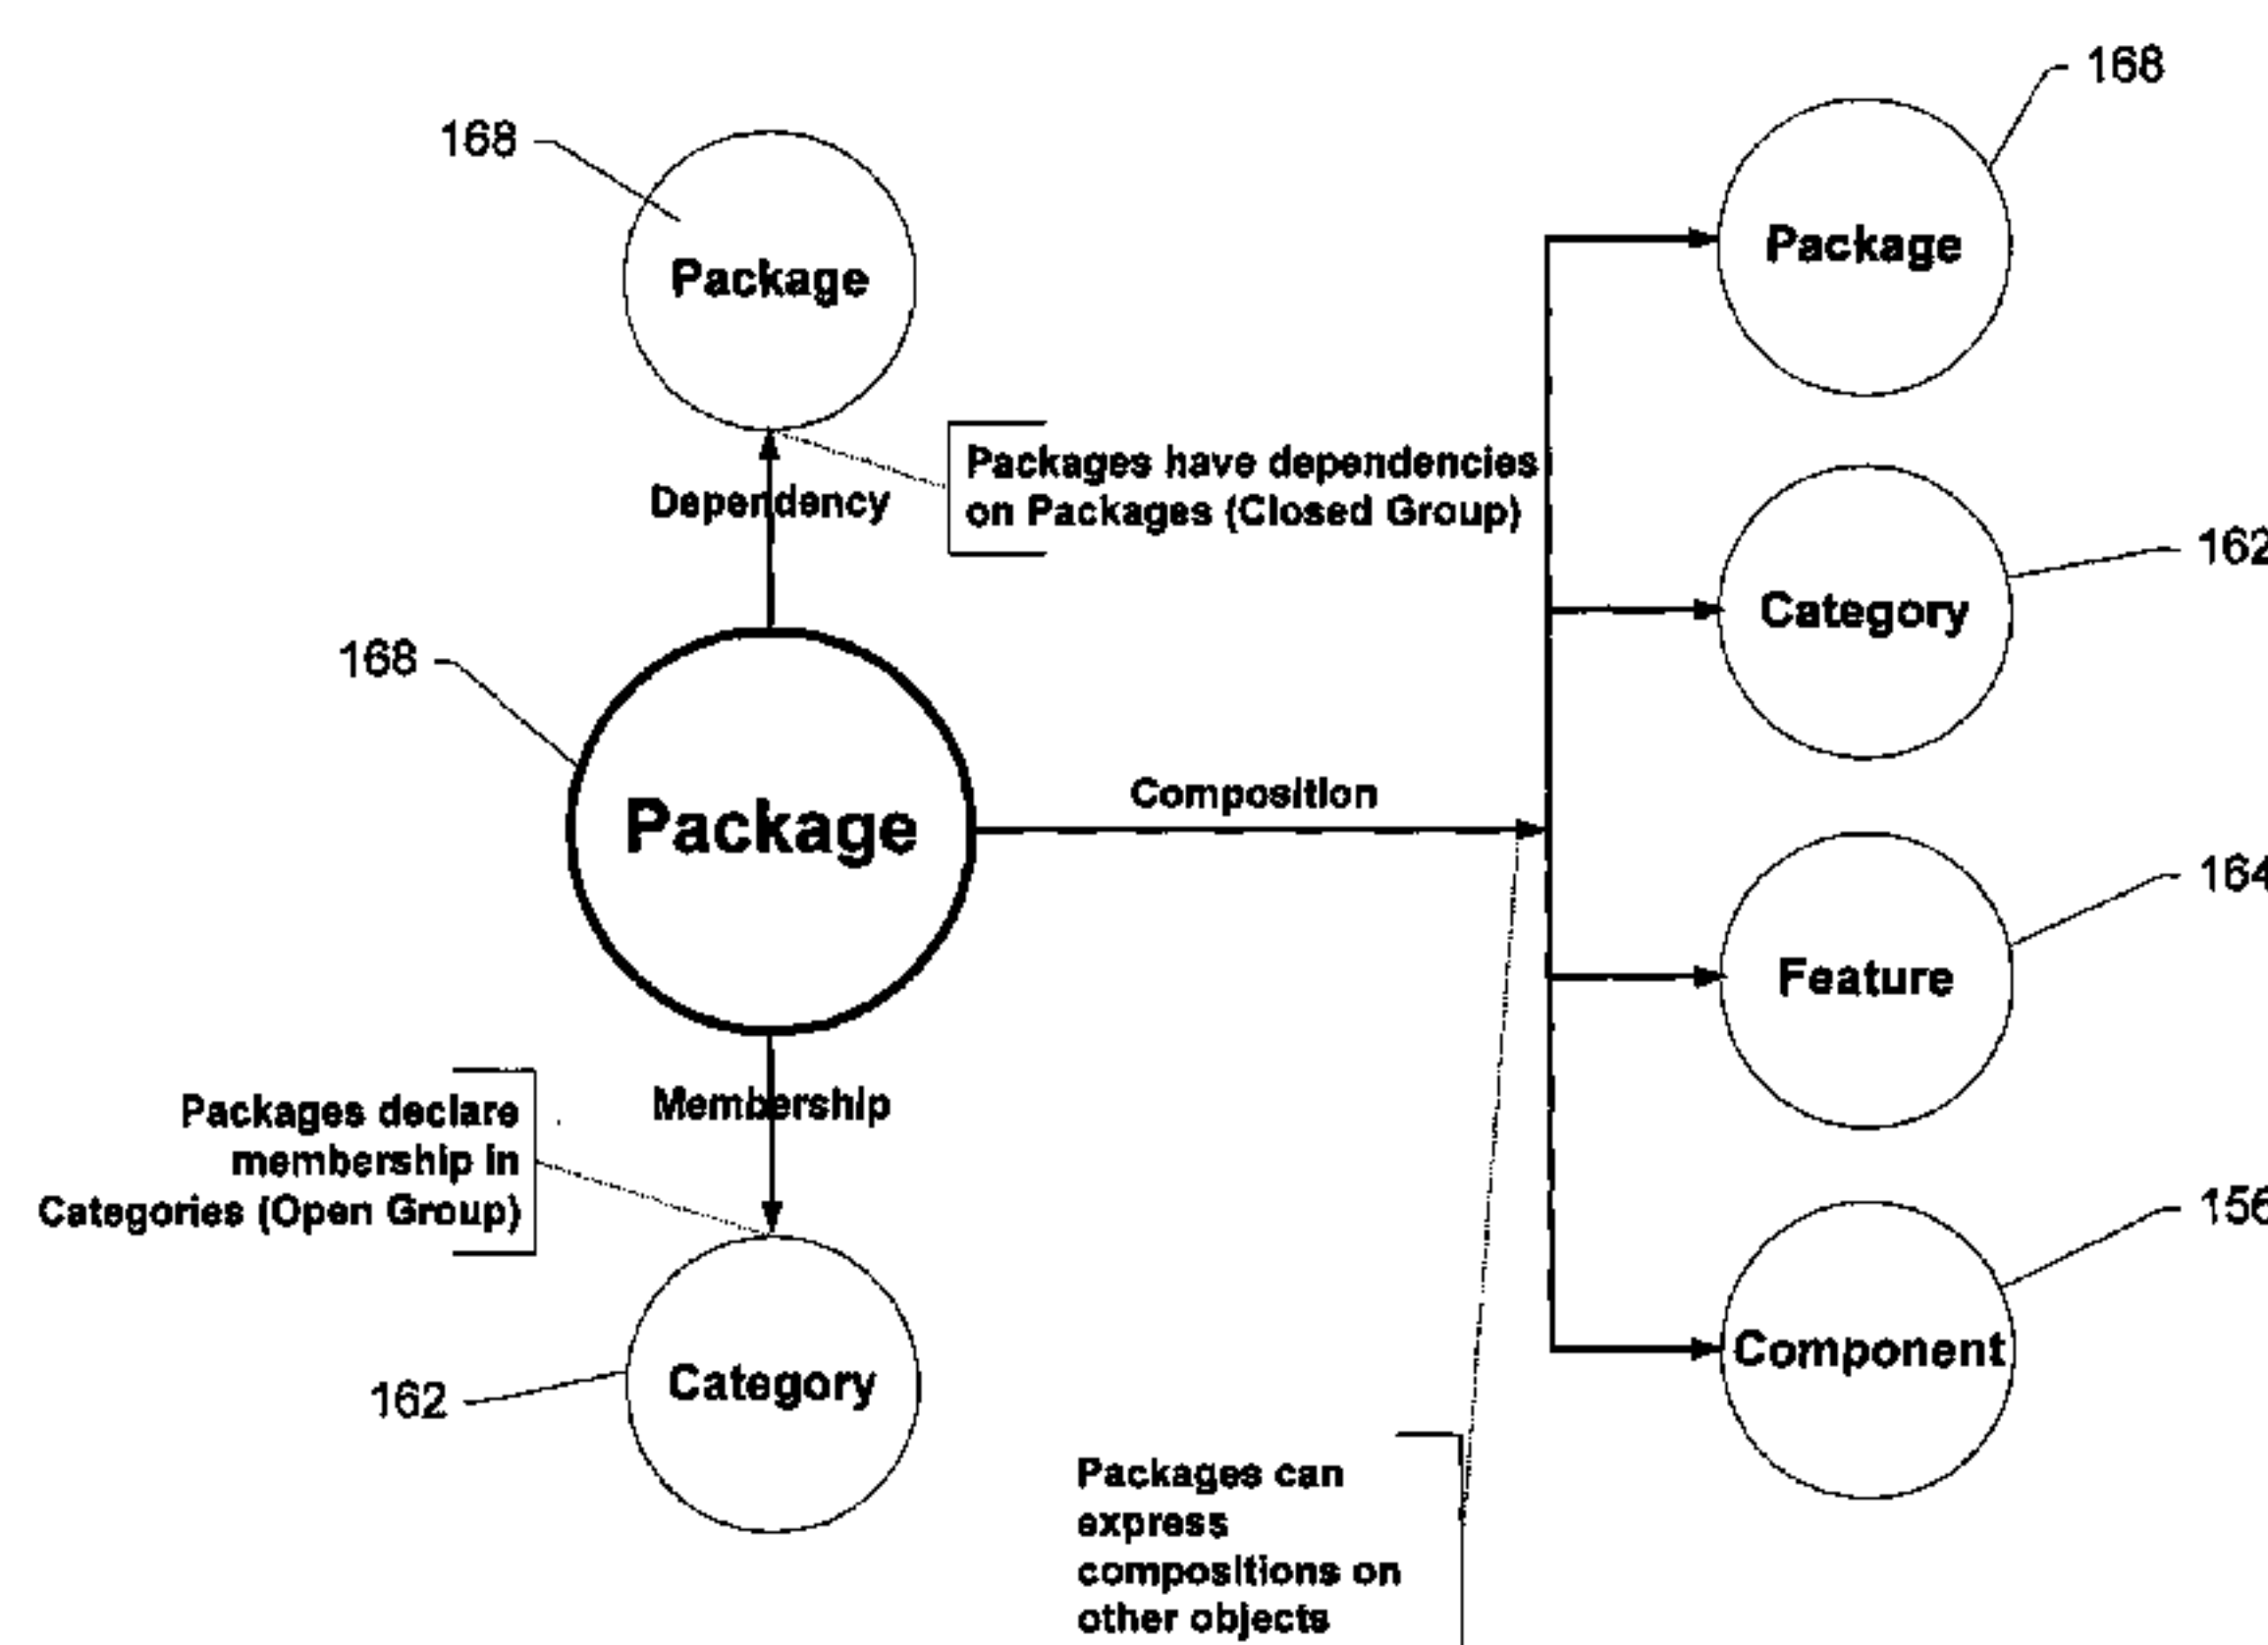 168
168
Package
Package
Packages have dependencies
on Packages (Closed Group)
Dependency
162
Category
168
Package
Composition
164
Feature
Membership
Packages declare
membership in
Categories (Open Group)
156
Component
162
Category
Packages can
express
compositions on
other objects